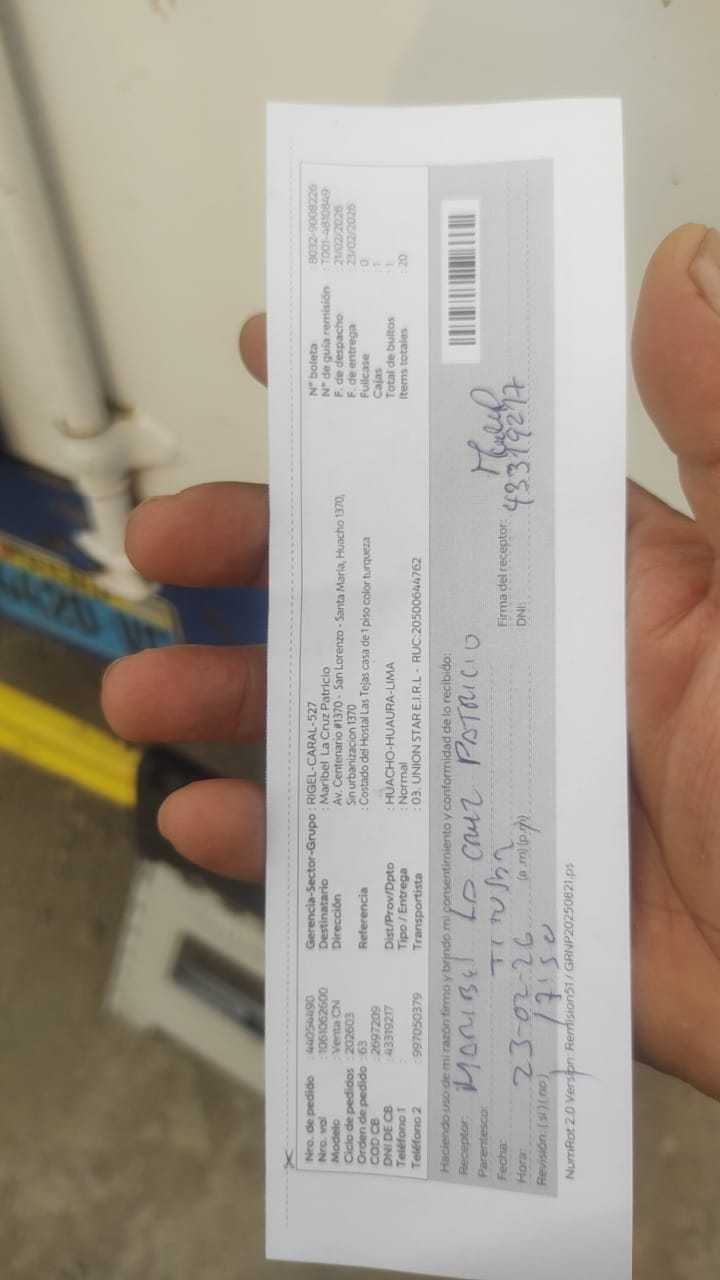 Nro. de pedido : 44054490
Nro. vol : 1061062600
Modelo : Venta CN
Ciclo de pedidos : 202603
Orden de pedido : 63
COD CB : 2697209
DNI DE CB : 43319217
Teléfono 1 :
Teléfono 2 : 997050379
Gerencia-Sector-Grupo : RIGEL-CARAL-527
Destinatario : Maribel La Cruz Patricio
Dirección : Av. Centenario #1370 - San Lorenzo - Santa María, Huacho 1370,
Sin urbanizacion 1370
Referencia : Costado del Hostal Las Tejas casa de 1 piso color turqueza
Dist/Prov/Dpto : HUACHO-HUAURA-LIMA
Tipo / Entrega : Normal
Transportista : 03. UNION STAR E.I.R.L - RUC:20500644762
N° boleta : B032-9008226
N° de guía remisión : T001-4810849
F. de despacho : 21/02/2026
F. de entrega : 23/02/2026
Fullcase : 0
Cajas : 1
Total de bultos : 1
Items totales : 20
Haciendo uso de mi razón firmo y brindo mi consentimiento y conformidad de lo recibido:
Receptor: MARIBEL LA CRUZ PATRICIO
Parentesco: TITULAR
Fecha: 23-02-26
Hora: (a.m) (p.m)
Revisión: (si) (no) 1 PISO
Firma del receptor:
DNI: 43319217
NumRot 2.0 Version: Remision51 / GRNP20250821.ps